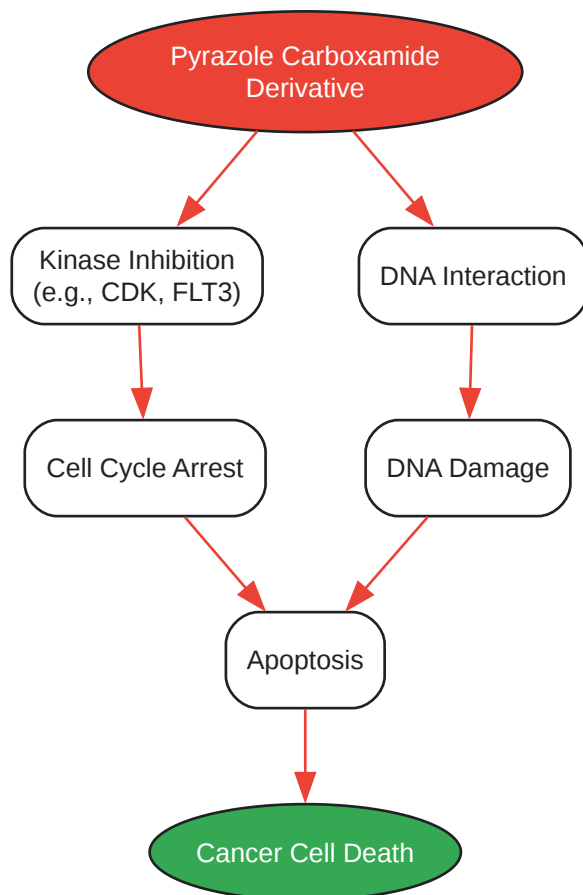 Pyrazole Carboxamide
Derivative
Kinase Inhibition
(e.g., CDK, FLT3)
DNA Interaction
Cell Cycle Arrest
DNA Damage
Apoptosis
Cancer Cell Death